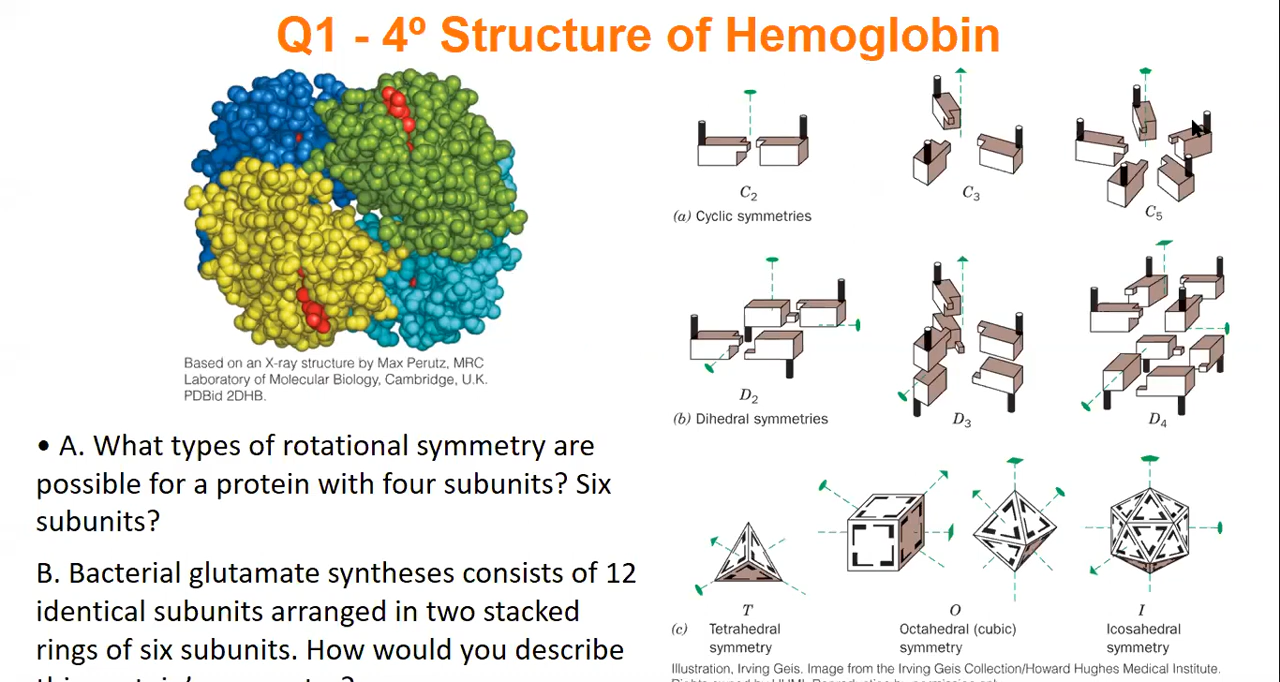 Q1 - 4º Structure of Hemoglobin
Based on an X-ray structure by Max Perutz, MRC
Laboratory of Molecular Biology, Cambridge, U.K.
PDBid 2DHB.
• A. What types of rotational symmetry are
possible for a protein with four subunits? Six
subunits?
B. Bacterial glutamate syntheses consists of 12
identical subunits arranged in two stacked
rings of six subunits. How would you describe
C2
C3
C5
(a) Cyclic symmetries
D2
D3
D4
(b) Dihedral symmetries
T
O
I
(c) Tetrahedral
symmetry
Octahedral (cubic)
symmetry
Icosahedral
symmetry
Illustration, Irving Geis. Image from the Irving Geis Collection/Howard Hughes Medical Institute.